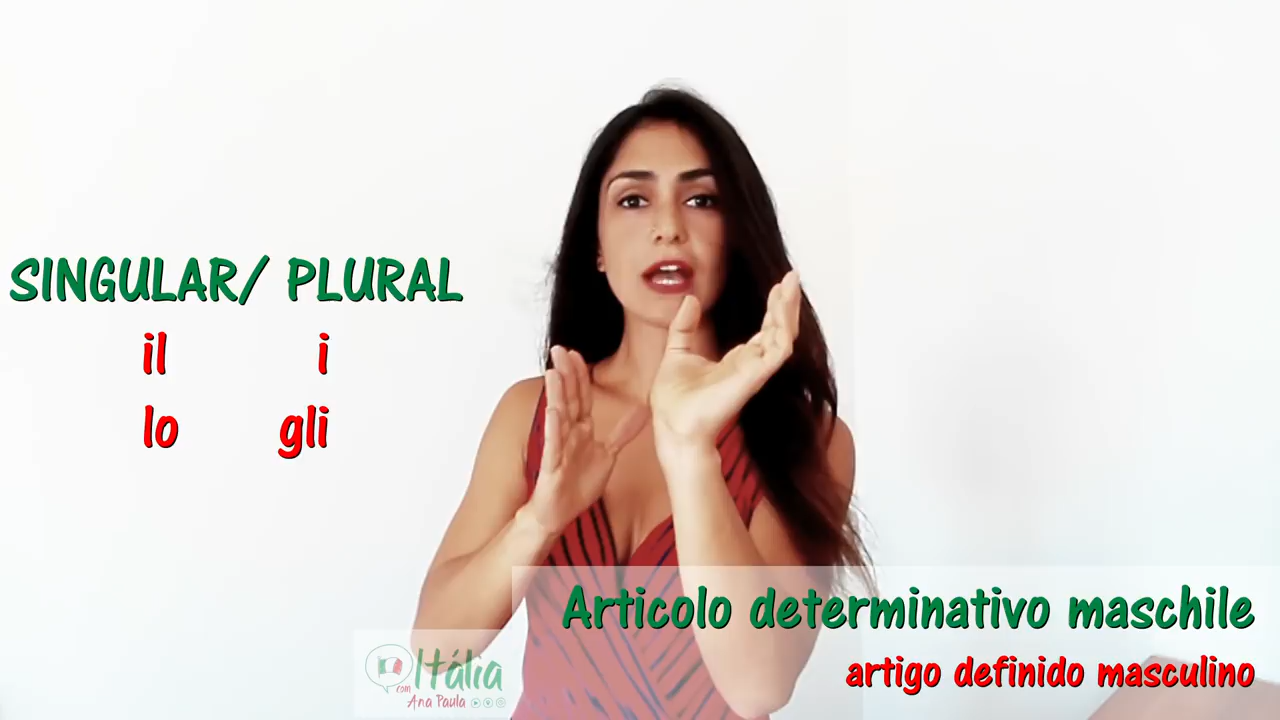 SINGULAR/ PLURAL
il i
lo gli
Articolo determinativo maschile
artigo definido masculino
Itália
com
Ana Paula